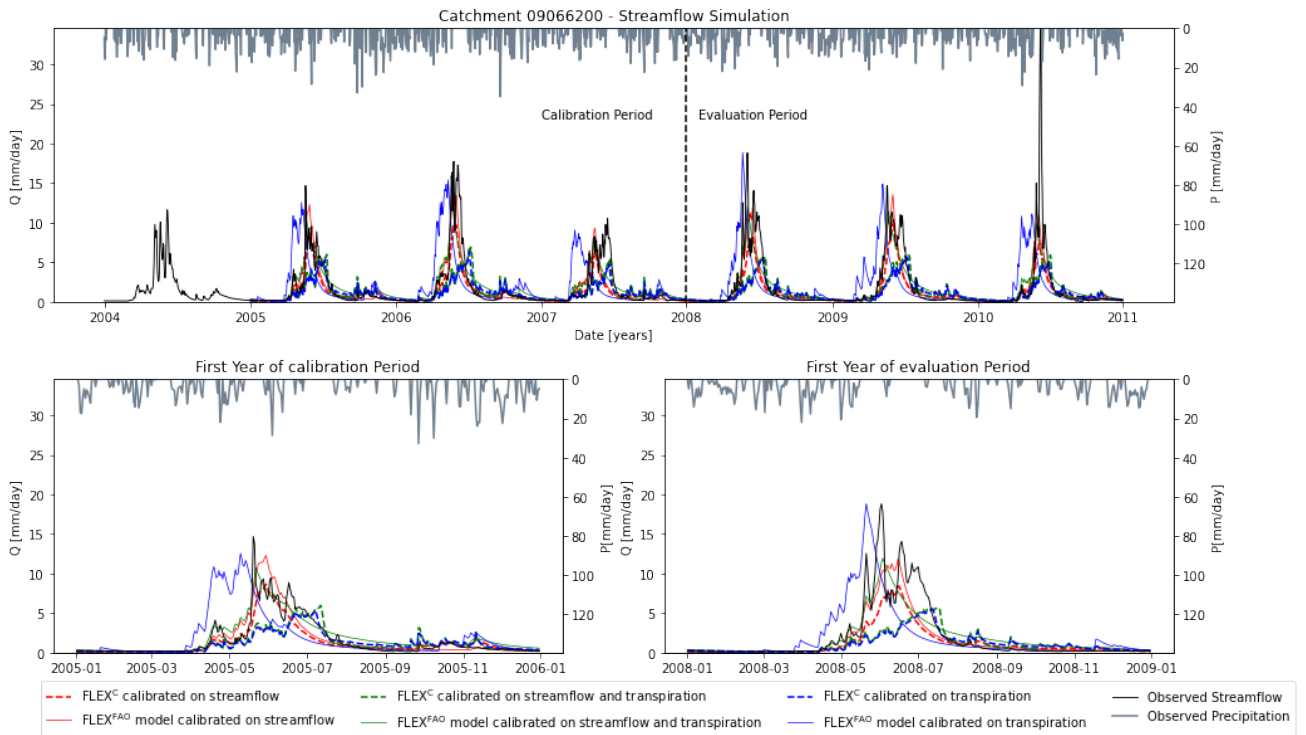 Catchment 09066200 - Streamflow Simulation
Q [mm/day]
30
25
20
15
10
5
0
P [mm/day]
0
20
40
60
80
100
120
Calibration Period
Evaluation Period
2004 2005 2006 2007 2008 2009 2010 2011
Date [years]
First Year of calibration Period
Q [mm/day]
30
25
20
15
10
5
0
P[mm/day]
0
20
40
60
80
100
120
2005-01 2005-03 2005-05 2005-07 2005-09 2005-11 2006-01
First Year of evaluation Period
Q [mm/day]
30
25
20
15
10
5
0
P[mm/day]
0
20
40
60
80
100
120
2008-01 2008-03 2008-05 2008-07 2008-09 2008-11 2009-01
FLEX^C calibrated on streamflow
FLEX^FAO model calibrated on streamflow
FLEX^C calibrated on streamflow and transpiration
FLEX^FAO model calibrated on streamflow and transpiration
FLEX^C calibrated on transpiration
FLEX^FAO model calibrated on transpiration
Observed Streamflow
Observed Precipitation